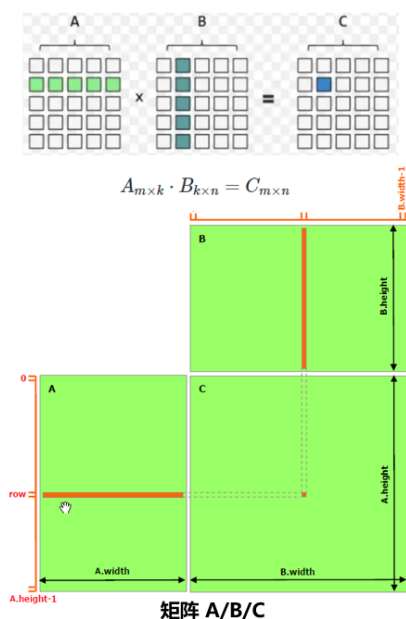 A B C
x =
A_{m×k} · B_{k×n} = C_{m×n}
B.width-1
B
B.height
0
A
C
row
A.height
A.width
B.width
A.height-1
矩阵 A/B/C